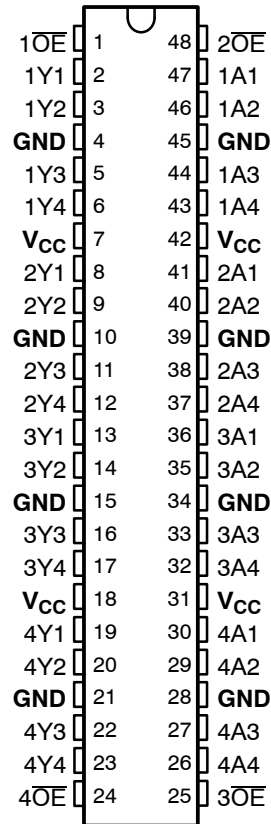 1O̅E̅ 1 48 2O̅E̅
1Y1 2 47 1A1
1Y2 3 46 1A2
GND 4 45 GND
1Y3 5 44 1A3
1Y4 6 43 1A4
VCC 7 42 VCC
2Y1 8 41 2A1
2Y2 9 40 2A2
GND 10 39 GND
2Y3 11 38 2A3
2Y4 12 37 2A4
3Y1 13 36 3A1
3Y2 14 35 3A2
GND 15 34 GND
3Y3 16 33 3A3
3Y4 17 32 3A4
VCC 18 31 VCC
4Y1 19 30 4A1
4Y2 20 29 4A2
GND 21 28 GND
4Y3 22 27 4A3
4Y4 23 26 4A4
4O̅E̅ 24 25 3O̅E̅